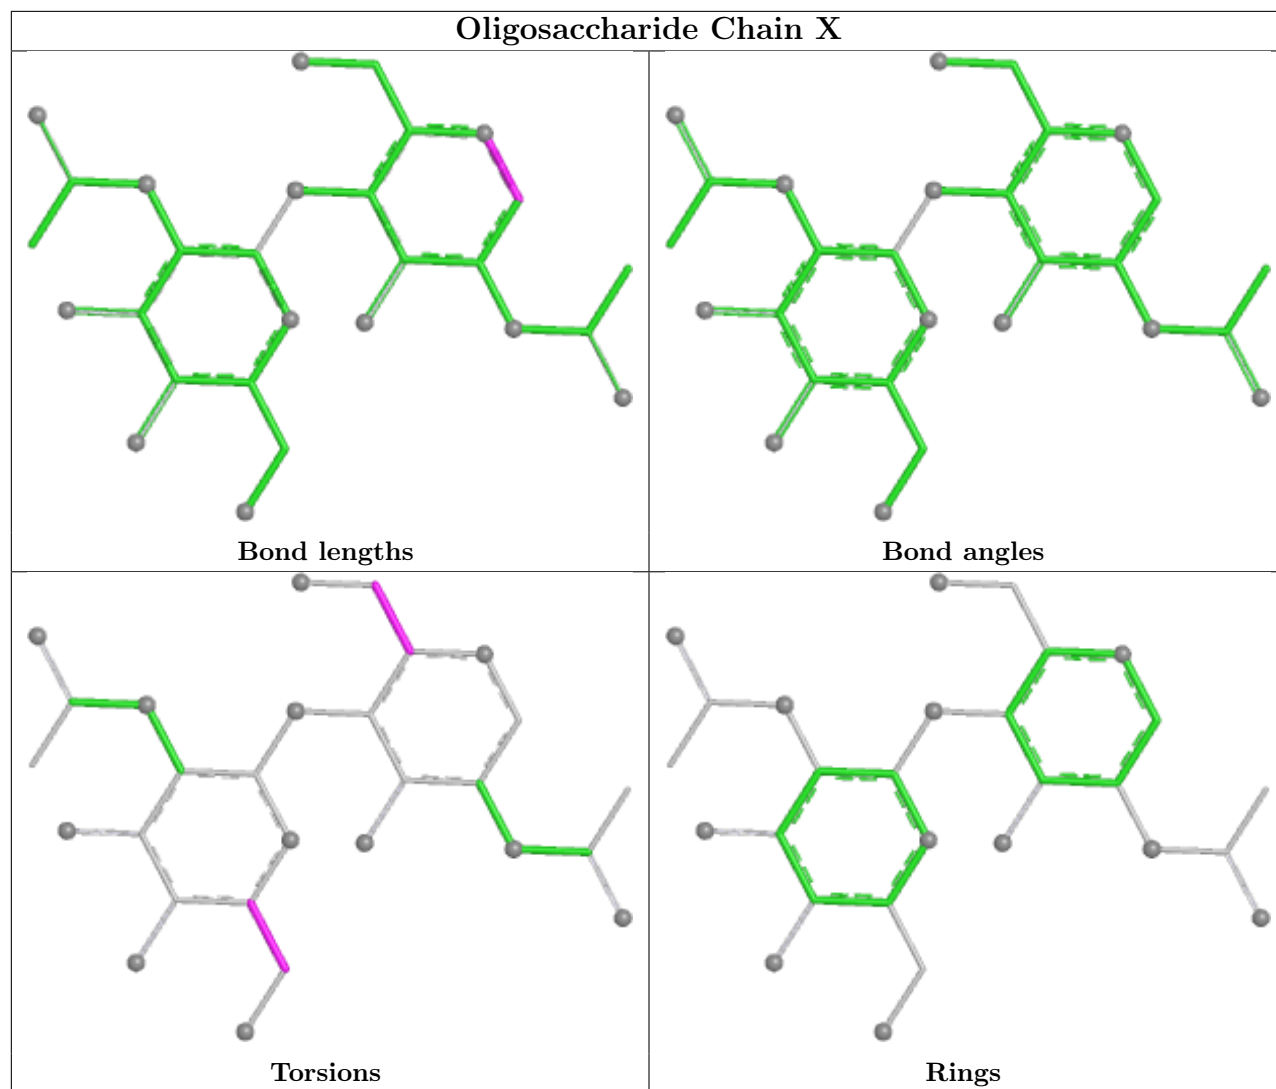 Oligosaccharide Chain X
Bond lengths
Bond angles
Torsions
Rings